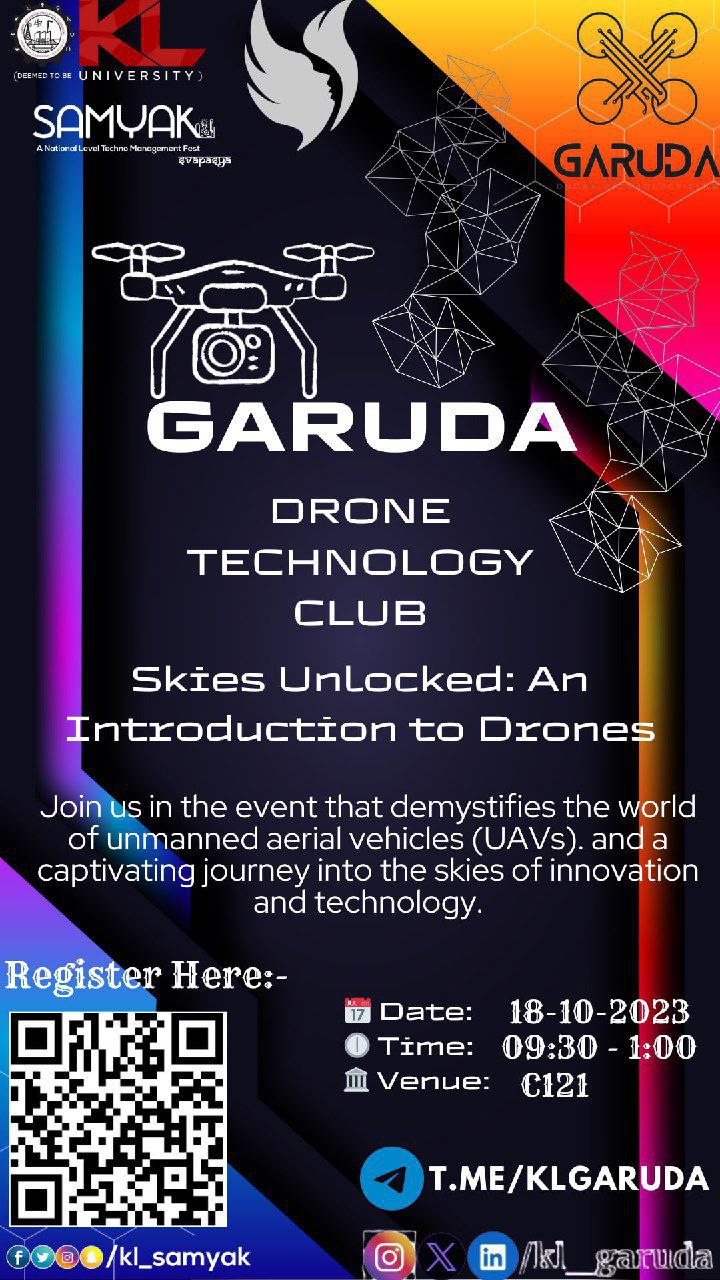 KL
(DEEMED TO BE UNIVERSITY)
SAMYAK
A National Level Techno Management Fest
svapasya
GARUDA
GARUDA
DRONE
TECHNOLOGY
CLUB
Skies Unlocked: An
Introduction to Drones
Join us in the event that demystifies the world
of unmanned aerial vehicles (UAVs). and a
captivating journey into the skies of innovation
and technology.
Register Here:-
Date: 18-10-2023
Time: 09:30 - 1:00
Venue: C121
T.ME/KLGARUDA
/kl_samyak
/kl_garuda